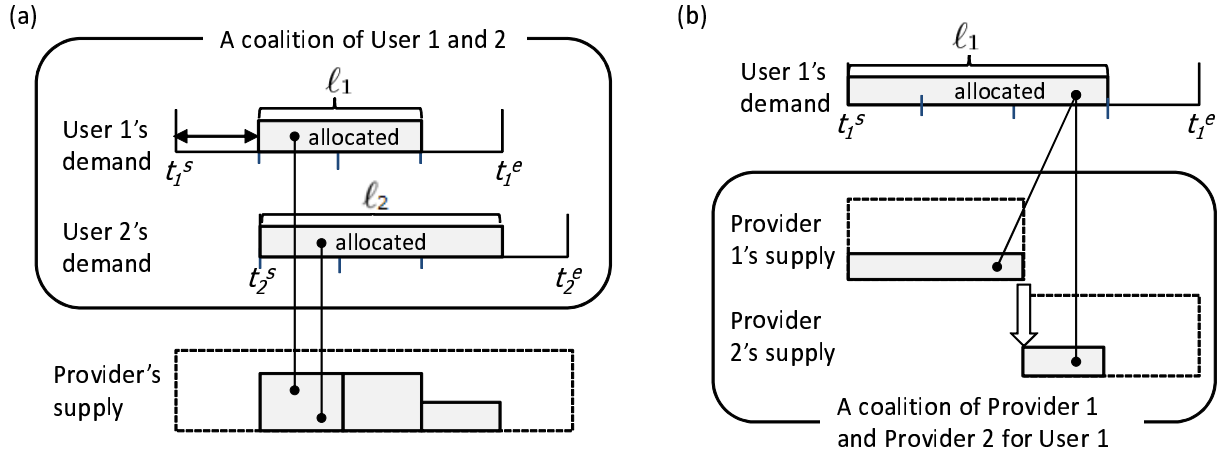 (a)
A coalition of User 1 and 2
ℓ₁
User 1's
demand
allocated
t₁ˢ
t₁ᵉ
ℓ₂
User 2's
demand
allocated
t₂ˢ
t₂ᵉ
Provider's
supply
(b)
ℓ₁
User 1's
demand
allocated
t₁ˢ
t₁ᵉ
Provider
1's supply
Provider
2's supply
A coalition of Provider 1
and Provider 2 for User 1